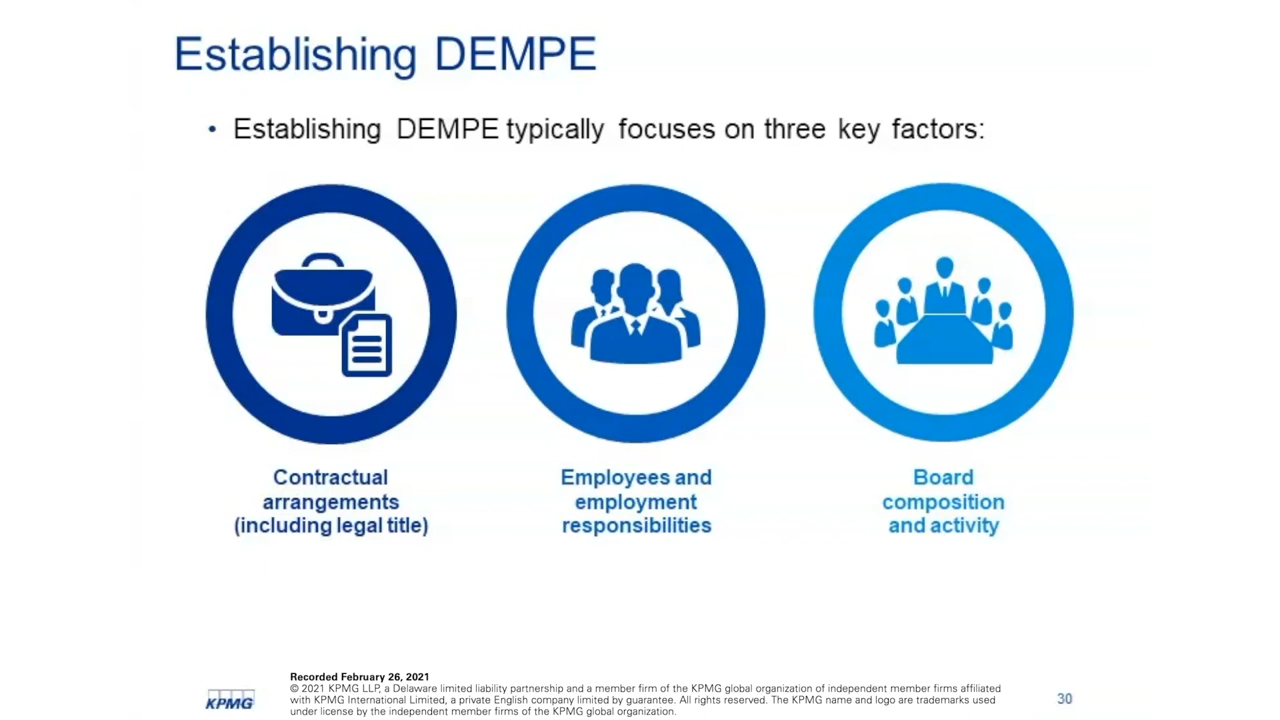 Establishing DEMPE
• Establishing DEMPE typically focuses on three key factors:
Contractual
arrangements
(including legal title)
Employees and
employment
responsibilities
Board
composition
and activity
KPMG
Recorded February 26, 2021
© 2021 KPMG LLP, a Delaware limited liability partnership and a member firm of the KPMG global organization of independent member firms affiliated
with KPMG International Limited, a private English company limited by guarantee. All rights reserved. The KPMG name and logo are trademarks used
under license by the independent member firms of the KPMG global organization.
30